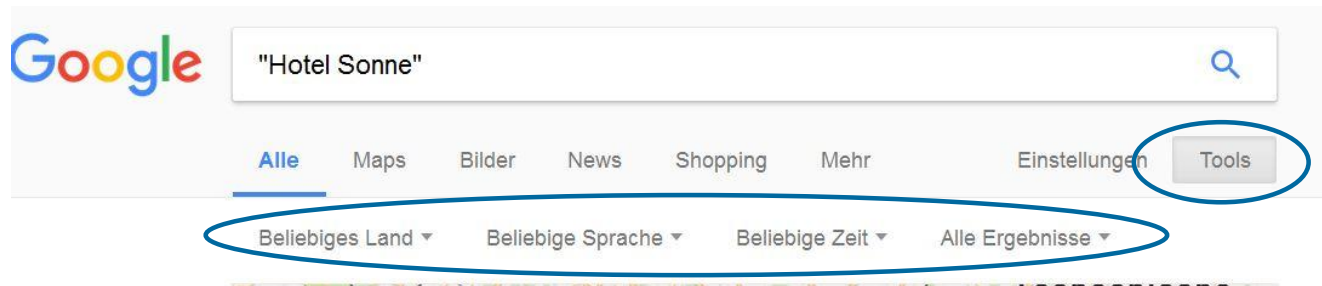 Google "Hotel Sonne"
Alle Maps Bilder News Shopping Mehr Einstellungen Tools
Beliebiges Land Beliebige Sprache Beliebige Zeit Alle Ergebnisse